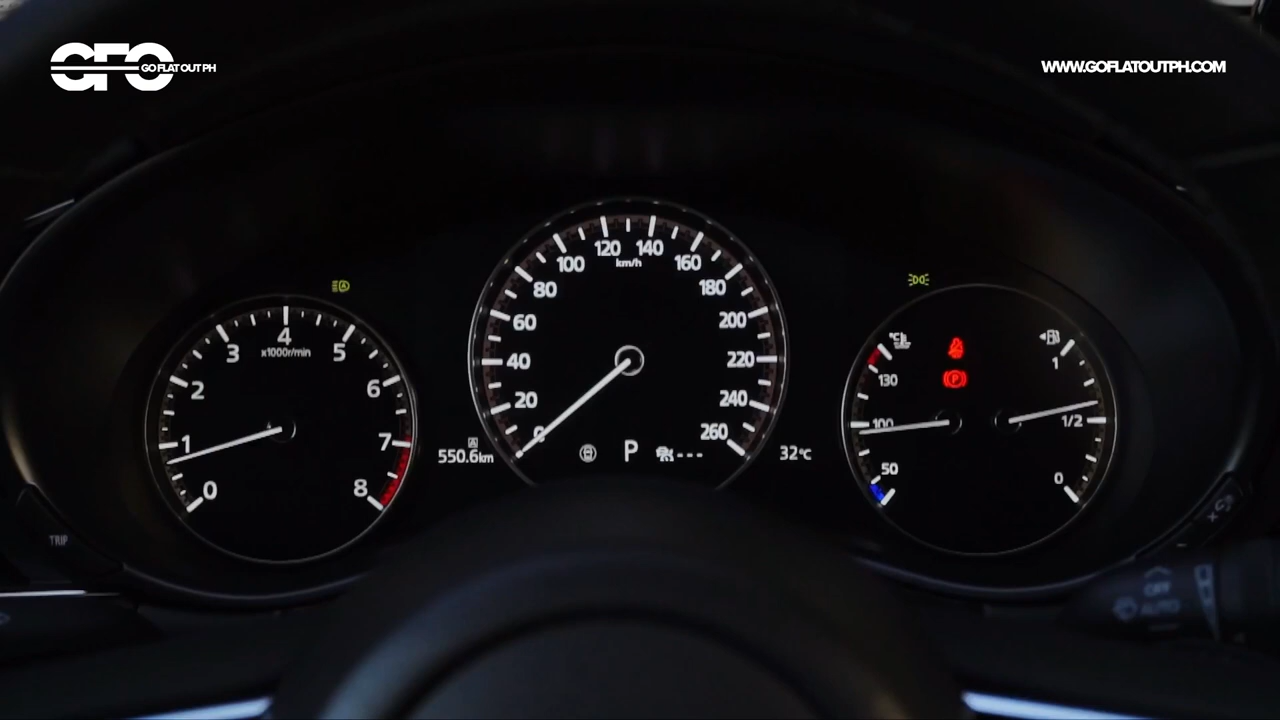 GFO
GO FLAT OUT PH
WWW.GOFLATOUTPH.COM
0
1
2
3
4
5
6
7
8
x1000r/min
0
20
40
60
80
100
120
140
160
180
200
220
240
260
km/h
A
550.6km
P
---
32°C
°C
130
100
50
P
1
1/2
0
TRIP
OFF
AUTO